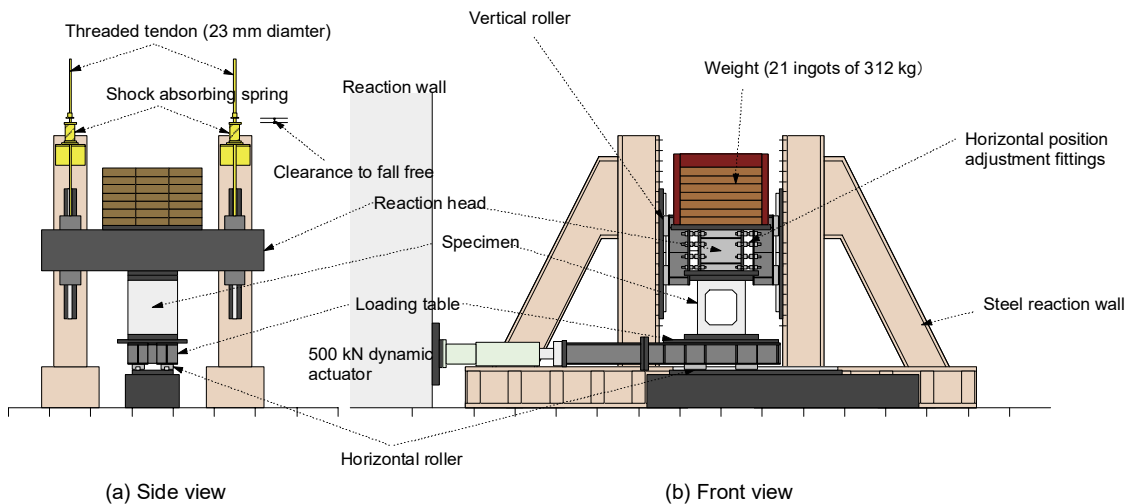 Threaded tendon (23 mm diamter)
Shock absorbing spring
Clearance to fall free
Reaction head
Specimen
Loading table
Horizontal roller
(a) Side view
Reaction wall
500 kN dynamic
actuator
Vertical roller
Weight (21 ingots of 312 kg)
Horizontal position
adjustment fittings
Steel reaction wall
(b) Front view